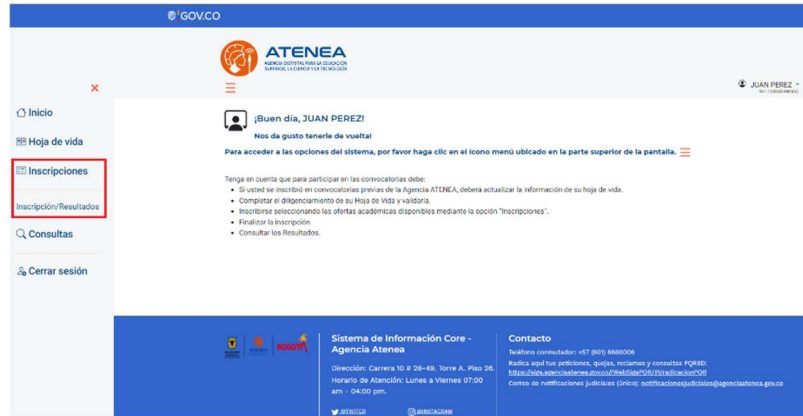 GOV.CO
ATENEA
AGENCIA DISTRITAL PARA LA EDUCACIÓN
SUPERIOR, LA CIENCIA Y LA TECNOLOGÍA
JUAN PEREZ
Inicio
Hoja de vida
Inscripciones
Inscripción/Resultados
Consultas
Cerrar sesión
¡Buen día, JUAN PEREZ!
Nos da gusto tenerle de vuelta!
Para acceder a las opciones del sistema, por favor haga clic en el ícono menú ubicado en la parte superior de la pantalla.
Tenga en cuenta que para participar en las convocatorias debe:
• Si usted se inscribió en convocatorias previas de la Agencia ATENEA, deberá actualizar la información de su hoja de vida.
• Completar el diligenciamiento de su Hoja de Vida y validarla.
• Inscribirse seleccionando las ofertas académicas disponibles mediante la opción "Inscripciones".
• Finalizar la inscripción.
• Consultar los Resultados.
BOGOTÁ
Sistema de Información Core -
Agencia Atenea
Dirección: Carrera 10 # 28-49. Torre A. Piso 26.
Horario de Atención: Lunes a Viernes 07:00
am - 04:00 pm.
@TWITTER
@INSTAGRAM
Contacto
Teléfono conmutador: +57 (601) 6660006
Radica aquí tus peticiones, quejas, reclamos y consultas PQRSD:
Correo de notificaciones judiciales (único): notificacionesjudiciales@agenciaatenea.gov.co